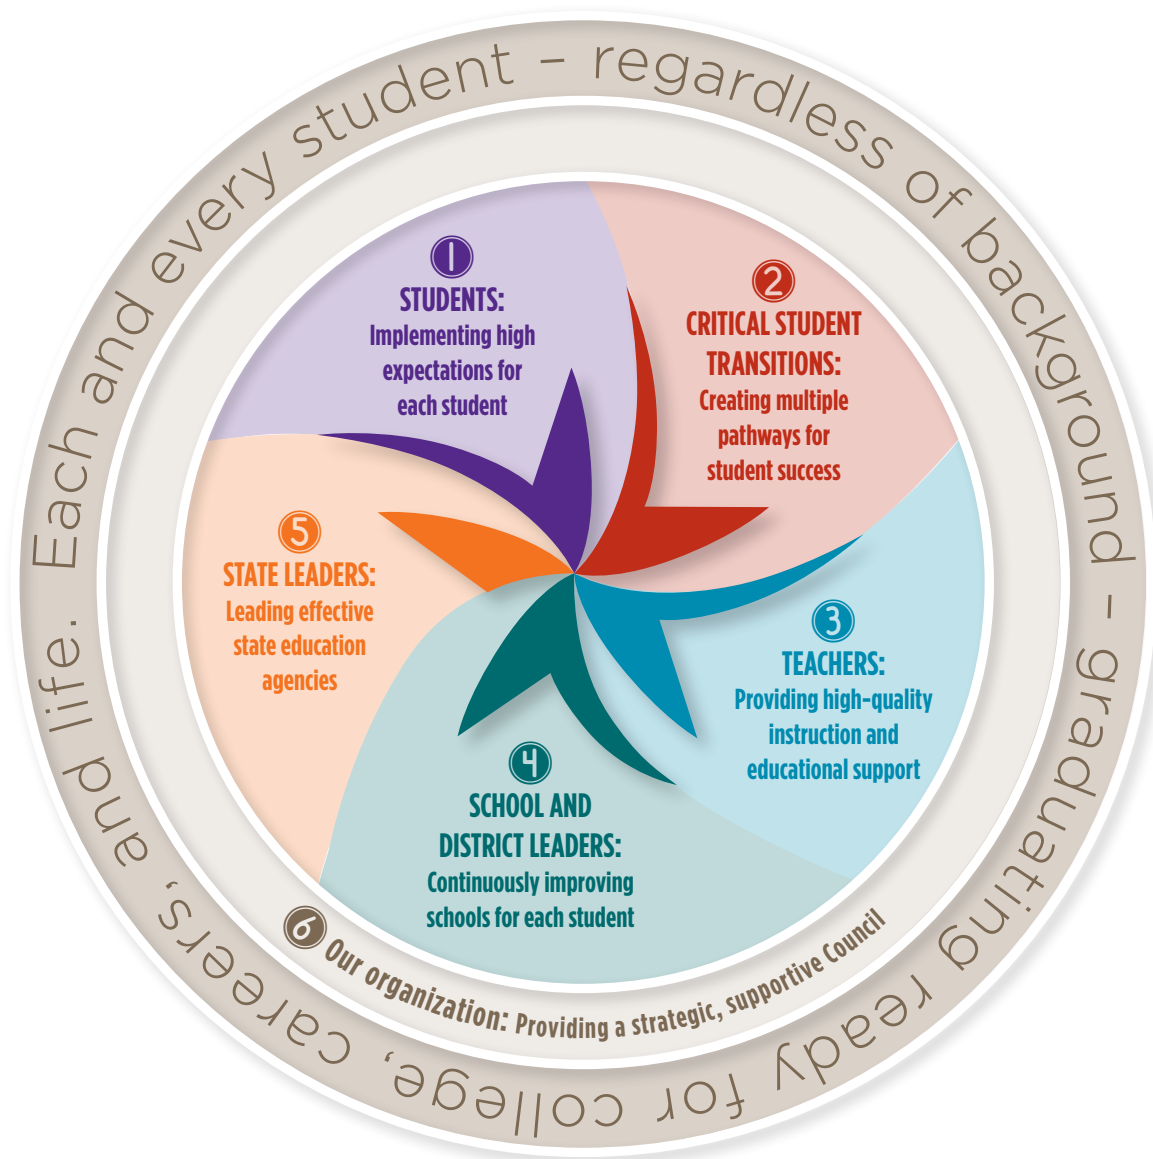 Each and every student – regardless of background – graduating ready for college, careers, and life.
1
STUDENTS:
Implementing high
expectations for
each student
2
CRITICAL STUDENT
TRANSITIONS:
Creating multiple
pathways for
student success
3
TEACHERS:
Providing high-quality
instruction and
educational support
4
SCHOOL AND
DISTRICT LEADERS:
Continuously improving
schools for each student
5
STATE LEADERS:
Leading effective
state education
agencies
6 Our organization: Providing a strategic, supportive Council